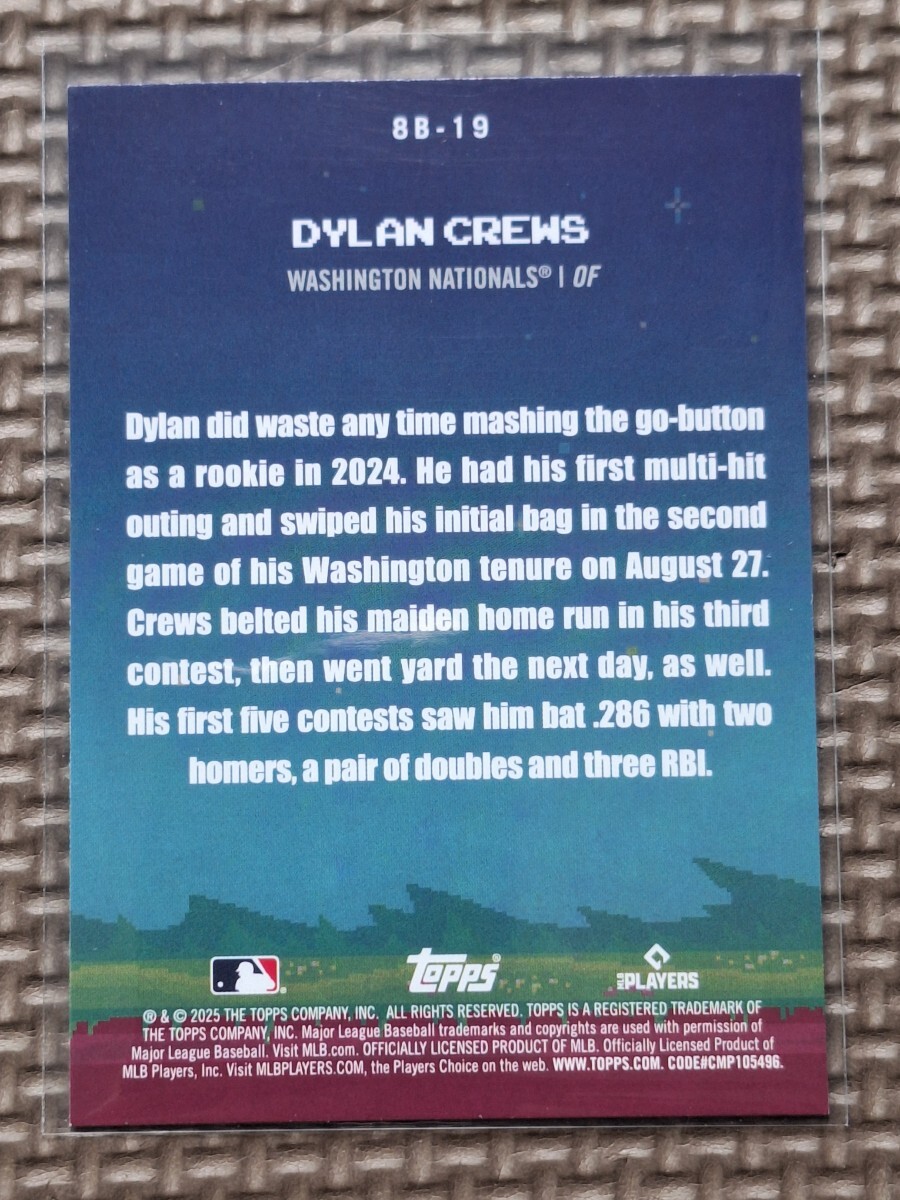 8B-19
DYLAN CREWS
WASHINGTON NATIONALS® | OF
Dylan did waste any time mashing the go-button
as a rookie in 2024. He had his first multi-hit
outing and swiped his initial bag in the second
game of his Washington tenure on August 27.
Crews belted his maiden home run in his third
contest, then went yard the next day, as well.
His first five contests saw him bat .286 with two
homers, a pair of doubles and three RBI.
TOPPS®
MLB PLAYERS
® & © 2025 THE TOPPS COMPANY, INC. ALL RIGHTS RESERVED. TOPPS IS A REGISTERED TRADEMARK OF
THE TOPPS COMPANY, INC. Major League Baseball trademarks and copyrights are used with permission of
Major League Baseball. Visit MLB.com. OFFICIALLY LICENSED PRODUCT OF MLB. Officially Licensed Product of
MLB Players, Inc. Visit MLBPLAYERS.COM, the Players Choice on the web. WWW.TOPPS.COM. CODE#CMP105496.